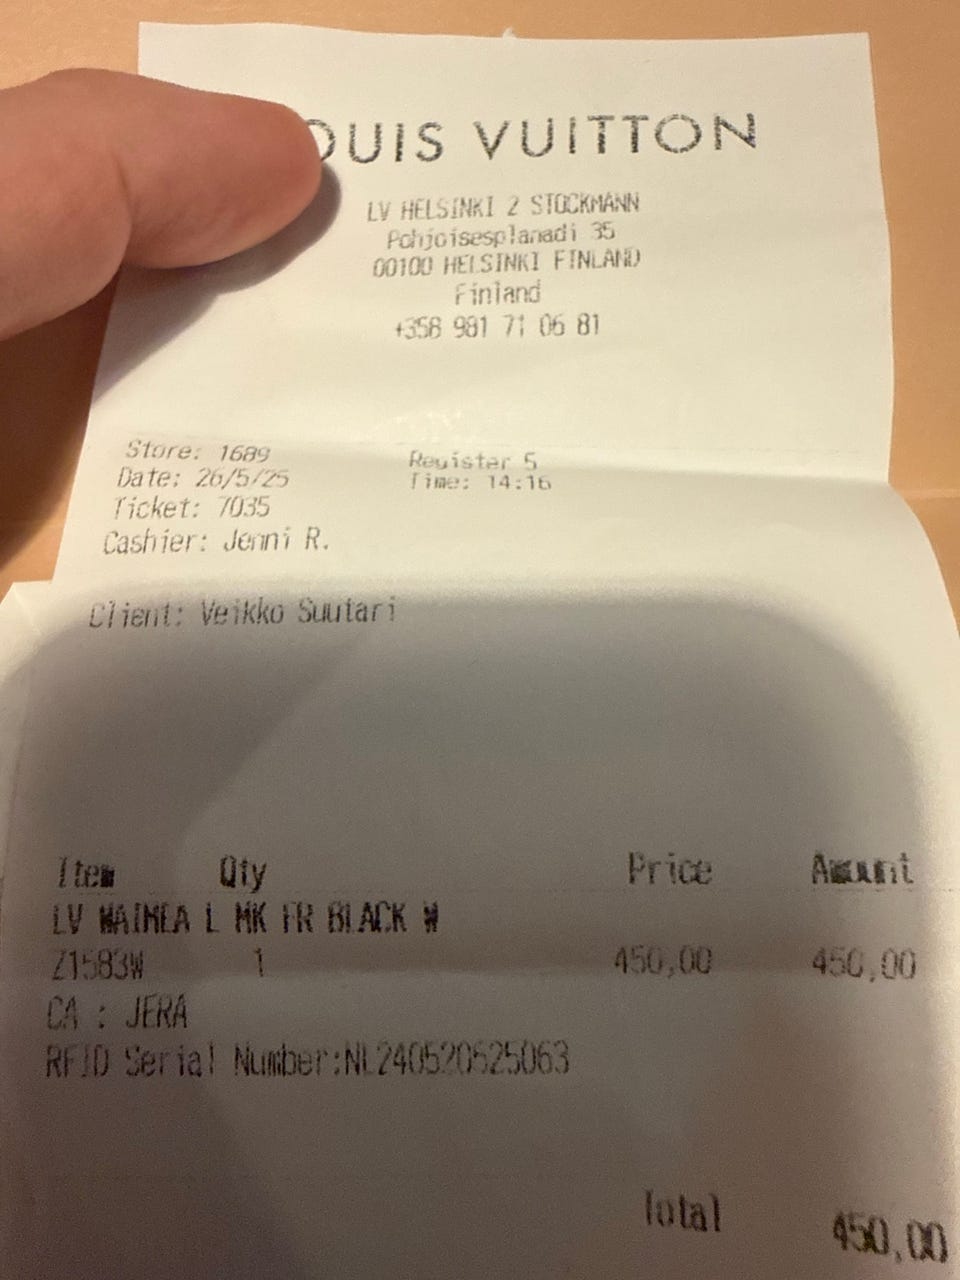 OUIS VUITTON
LV HELSINKI 2 STOCKMANN
Pohjoisesplanadi 35
00100 HELSINKI FINLAND
Finland
+358 981 71 06 81
Store: 1689 Register 5
Date: 26/5/25 Time: 14:16
Ticket: 7035
Cashier: Jenni R.
Client: Veikko Suutari
Item Qty Price Amount
LV WAIMEA L MK FR BLACK W
Z1583W 1 450,00 450,00
CA : JERA
RFID Serial Number:NL240520525063
Total 450,00